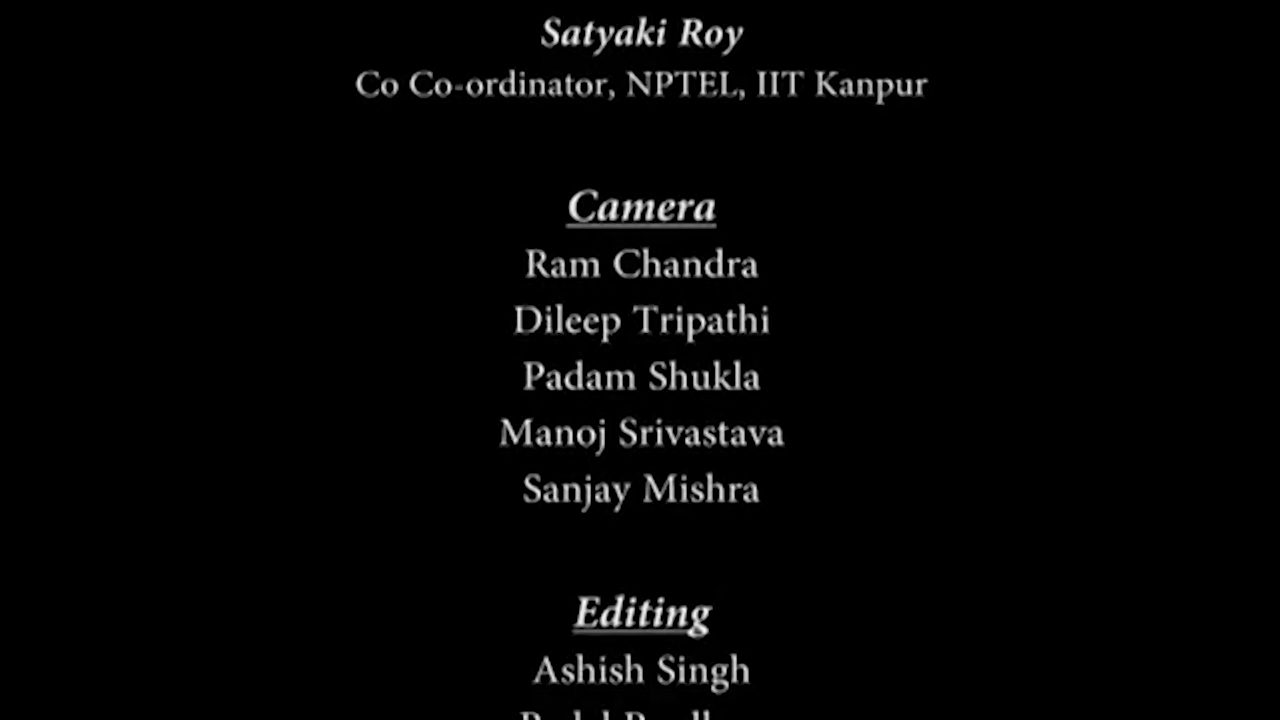 Satyaki Roy
Co Co-ordinator, NPTEL, IIT Kanpur
Camera
Ram Chandra
Dileep Tripathi
Padam Shukla
Manoj Srivastava
Sanjay Mishra
Editing
Ashish Singh